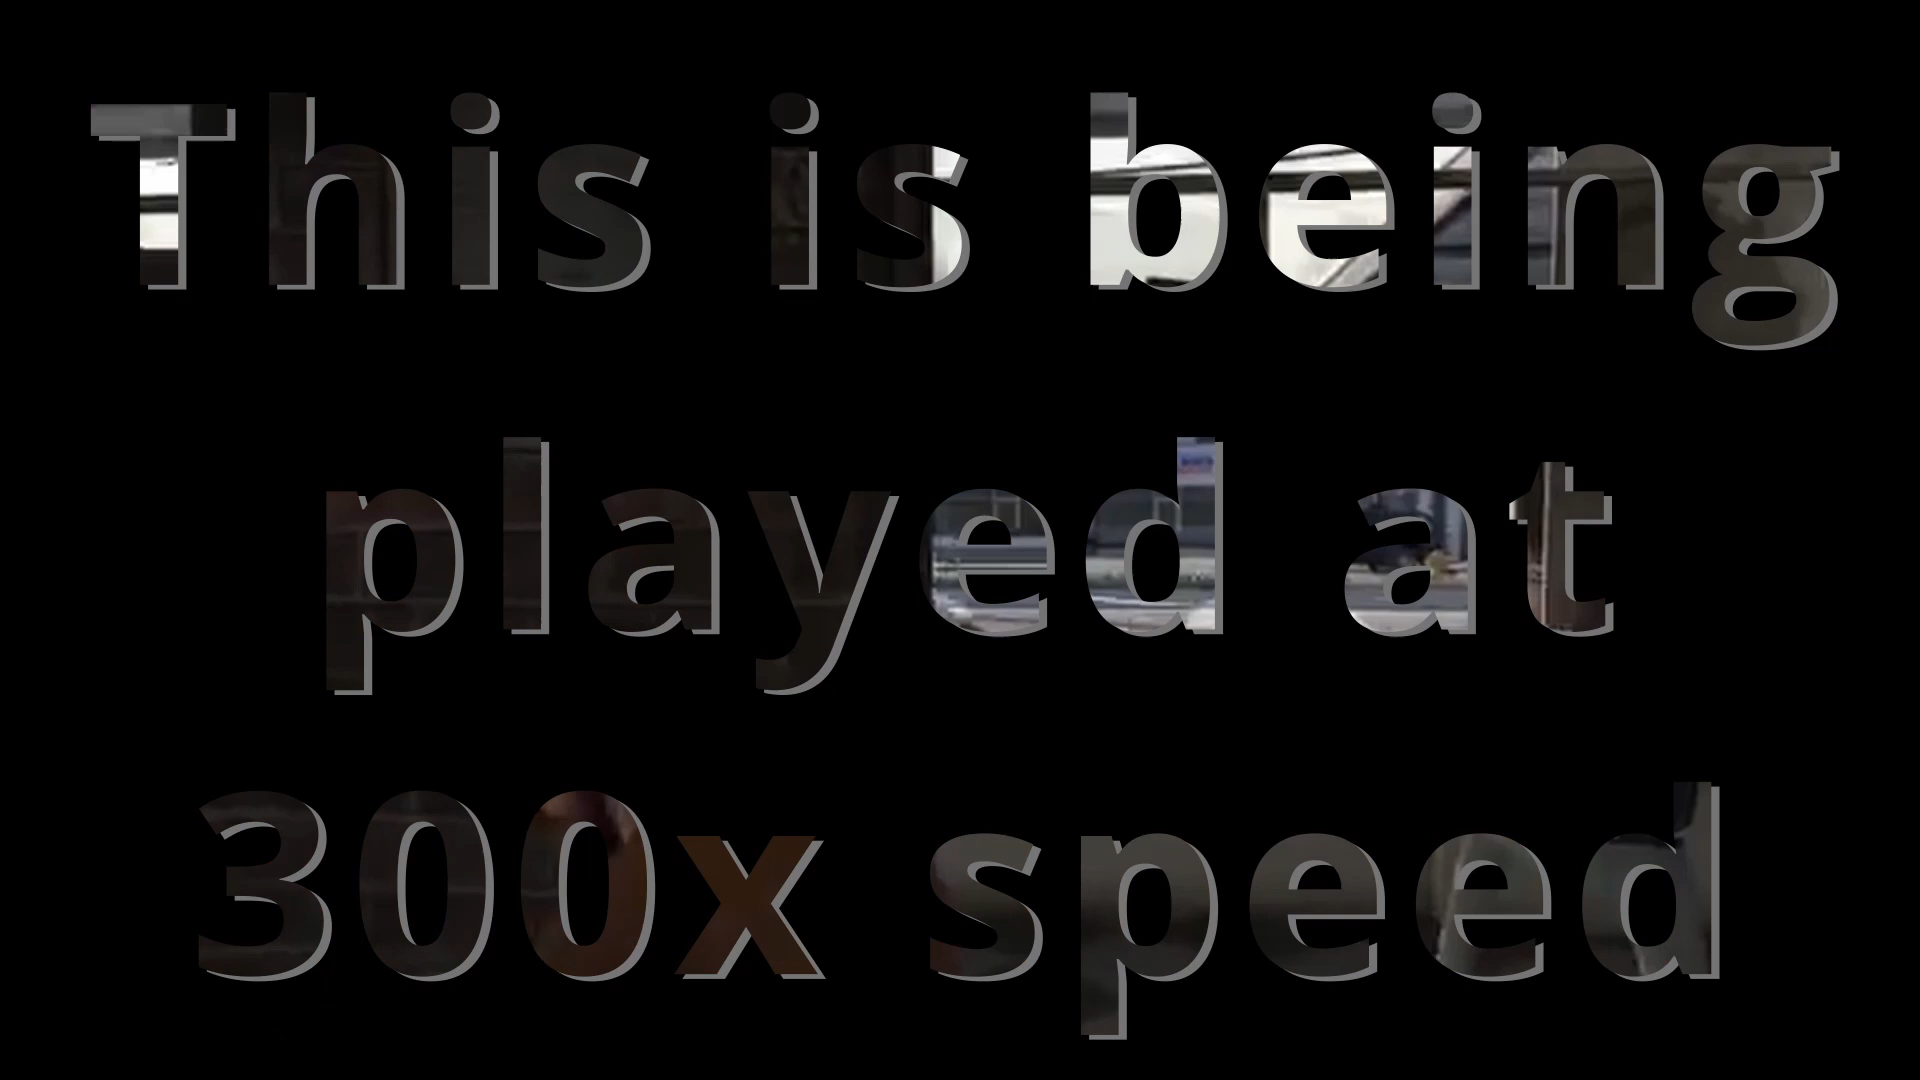 This is being
played at
300x speed